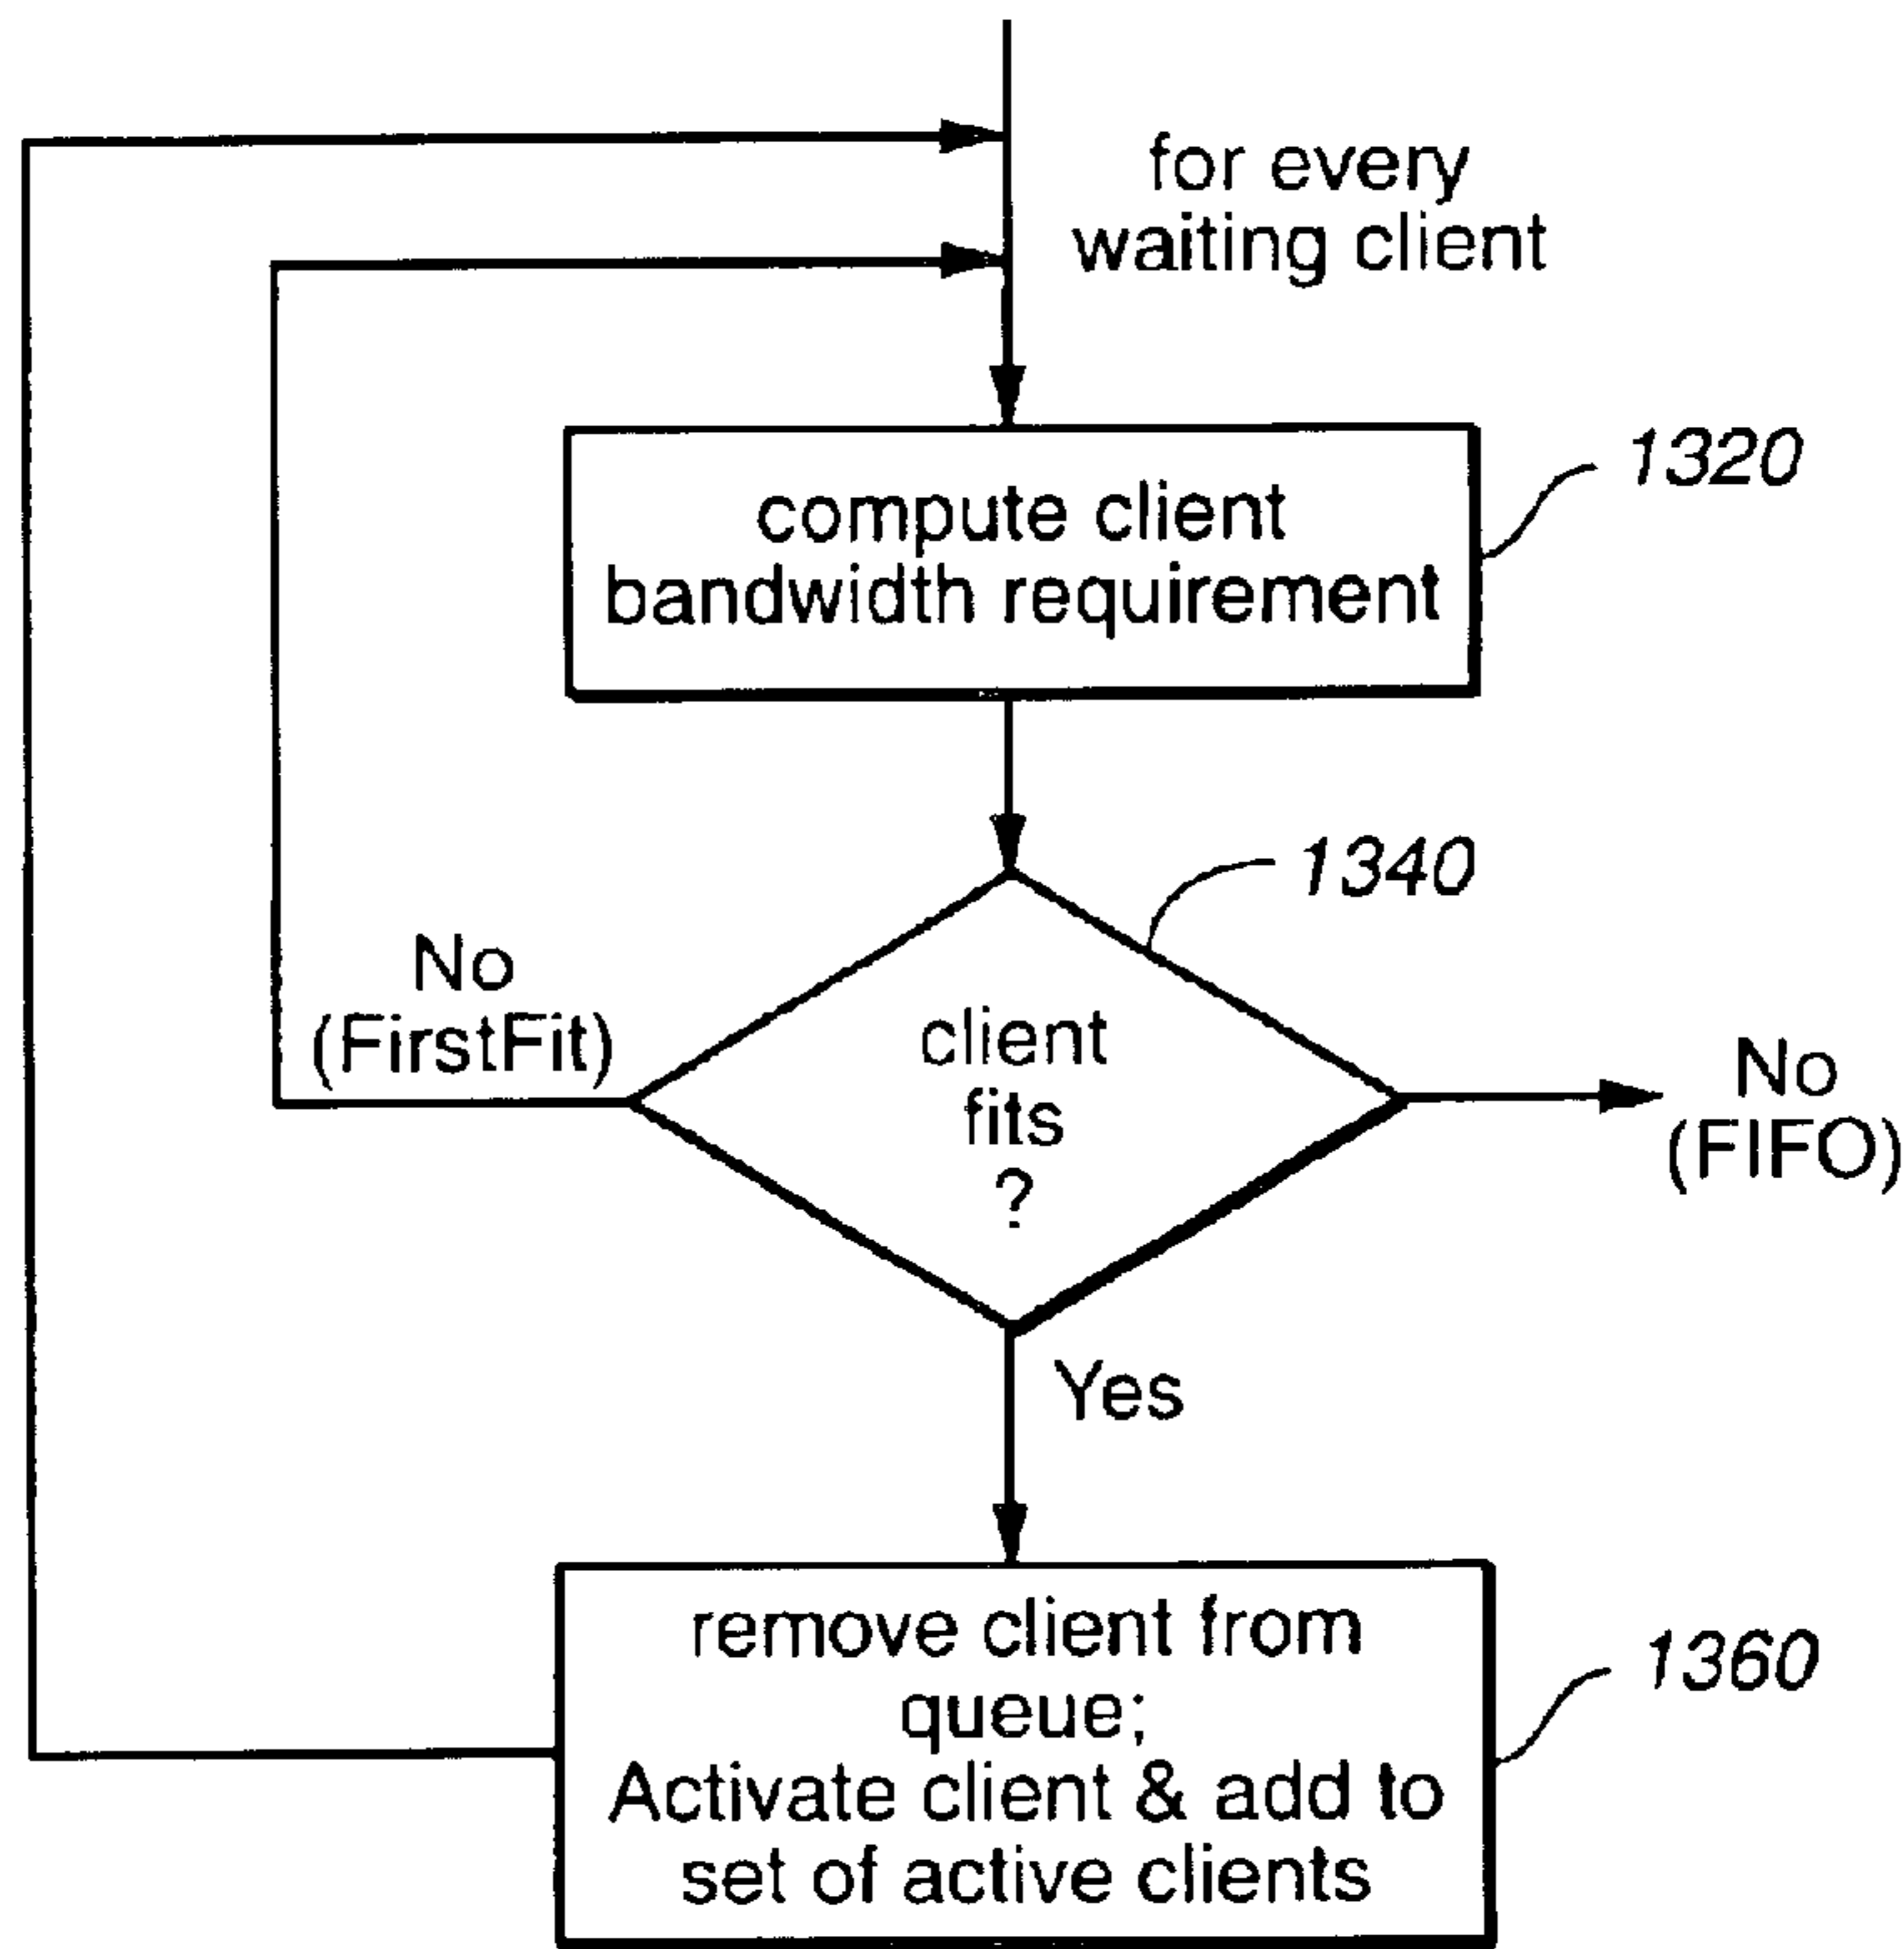 for every
waiting client
compute client
bandwidth requirement
1320
1340
No
(FirstFit)
client
fits
?
No
(FIFO)
Yes
remove client from
queue;
Activate client & add to
set of active clients
1360